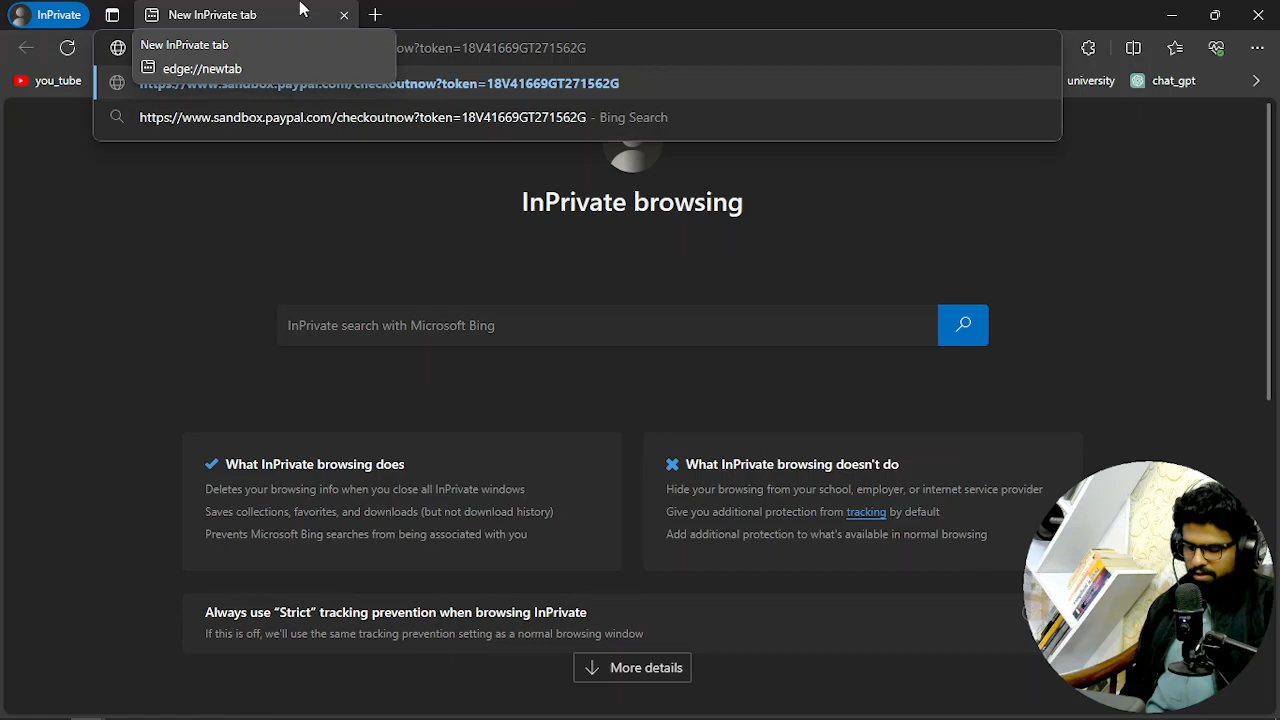 InPrivate
New InPrivate tab
New InPrivate tab
edge://newtab
now?token=18V41669GT271562G
you_tube
https://www.sandbox.paypal.com/checkoutnow?token=18V41669GT271562G
university
chat_gpt
https://www.sandbox.paypal.com/checkoutnow?token=18V41669GT271562G - Bing Search
InPrivate browsing
InPrivate search with Microsoft Bing
What InPrivate browsing does
Deletes your browsing info when you close all InPrivate windows
Saves collections, favorites, and downloads (but not download history)
Prevents Microsoft Bing searches from being associated with you
What InPrivate browsing doesn't do
Hide your browsing from your school, employer, or internet service provider
Give you additional protection from tracking by default
Add additional protection to what's available in normal browsing
Always use “Strict” tracking prevention when browsing InPrivate
If this is off, we'll use the same tracking prevention setting as a normal browsing window
More details